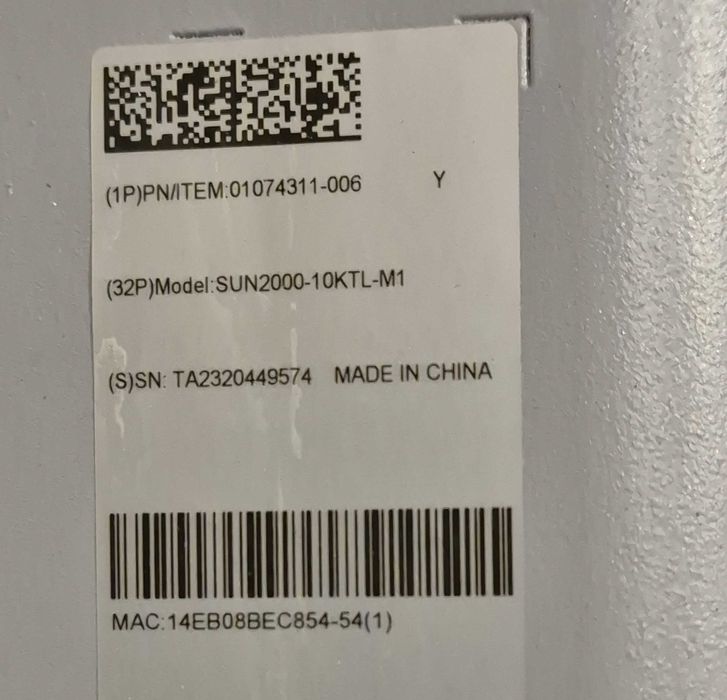 (1P)PN/ITEM:01074311-006 Y
(32P)Model:SUN2000-10KTL-M1
(S)SN: TA2320449574 MADE IN CHINA
MAC:14EB08BEC854-54(1)